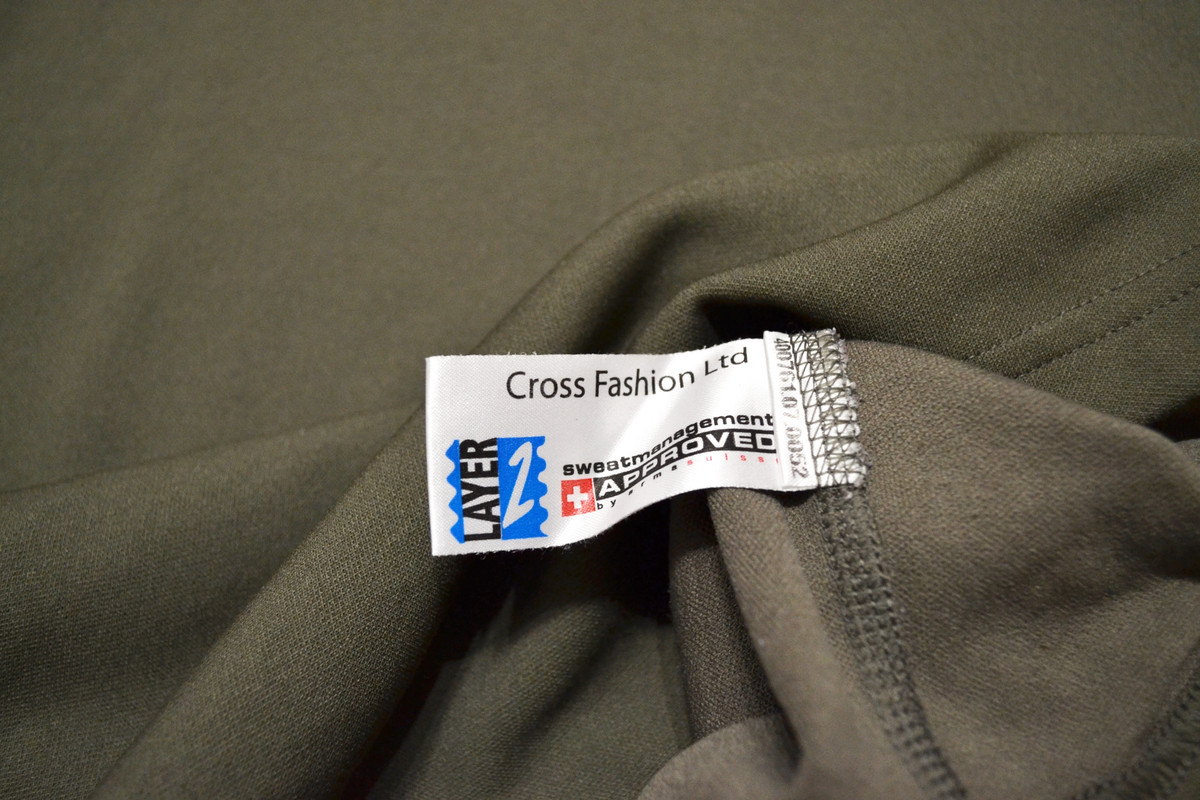 Cross Fashion Ltd
LAYER 2
sweatmanagement
APPROVED
by armasuisse